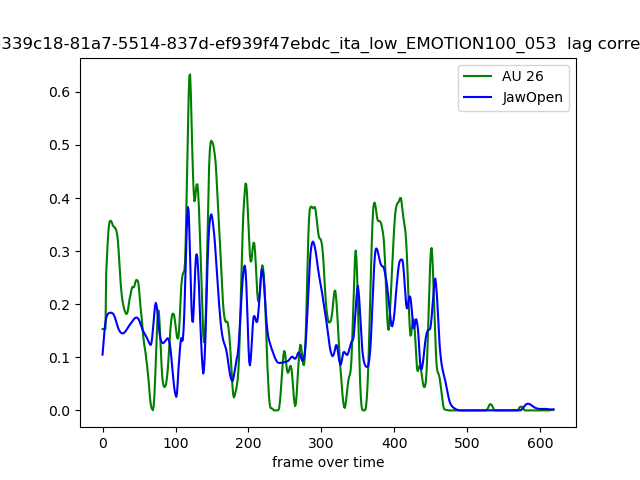 339c18-81a7-5514-837d-ef939f47ebdc_ita_low_EMOTION100_053 lag corre
AU 26
JawOpen
0.6
0.5
0.4
0.3
0.2
0.1
0.0
0 100 200 300 400 500 600
frame over time